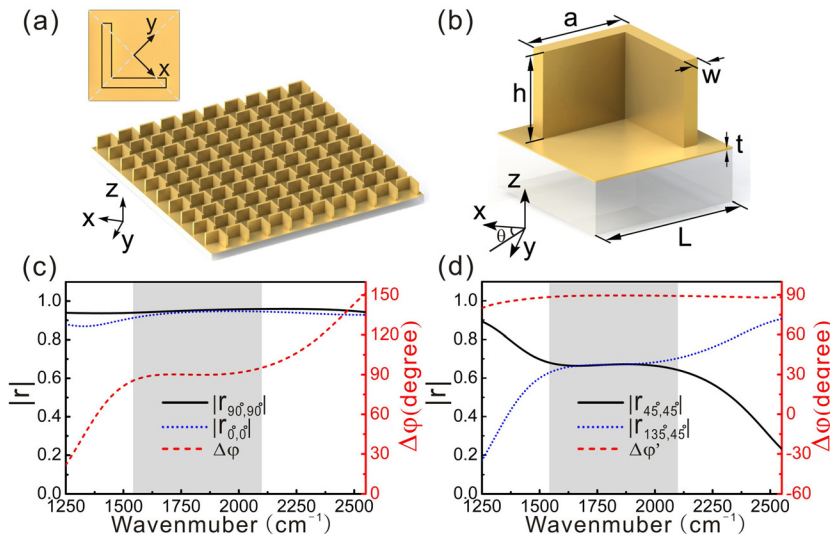 (a)
y
x
z
x
y
(b)
a
w
h
t
z
x
θ
y
L
(c)
|r|
1.0
0.8
0.6
0.4
0.2
0.0
150
120
90
60
30
0
Δφ(degree)
|r90°,90°|
|r0°,0°|
Δφ
1250 1500 1750 2000 2250 2500
Wavenmuber (cm⁻¹)
(d)
|r|
1.0
0.8
0.6
0.4
0.2
0.0
90
60
30
0
-30
-60
Δφ(degree)
|r45°,45°|
|r135°,45°|
Δφ'
1250 1500 1750 2000 2250 2500
Wavenmuber (cm⁻¹)